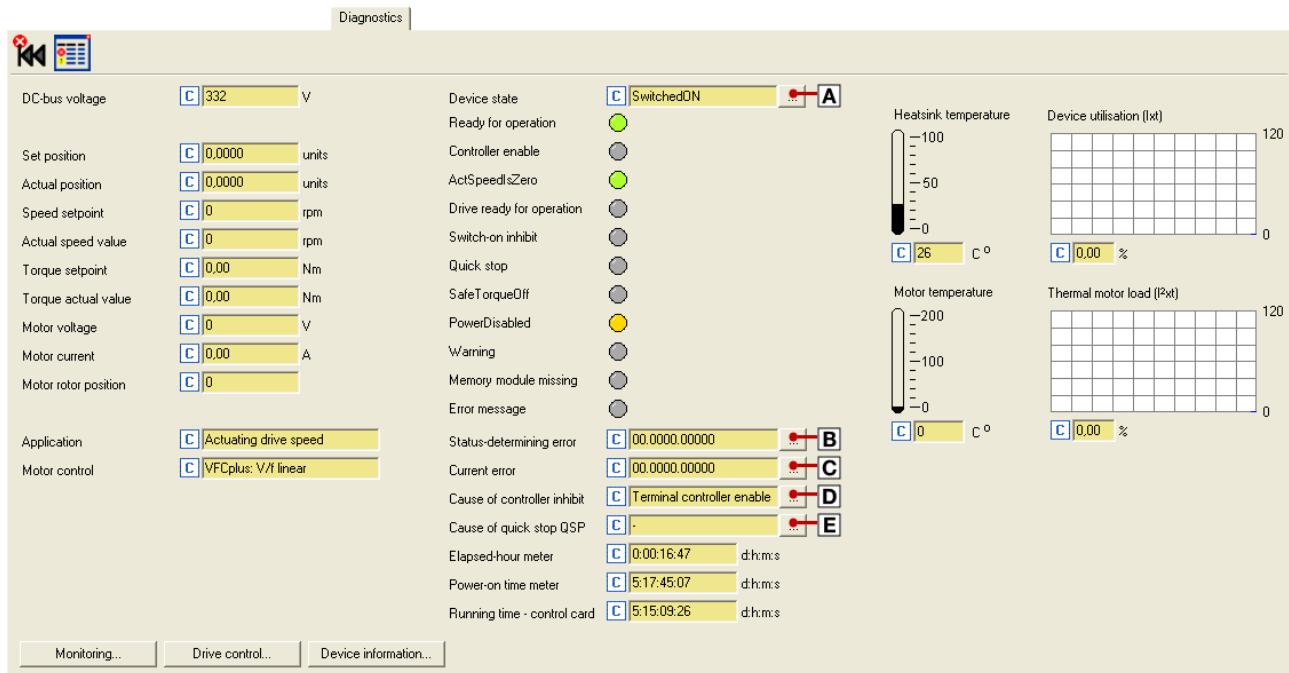 Diagnostics
DC-bus voltage C 332 V
Set position C 0,0000 units
Actual position C 0,0000 units
Speed setpoint C 0 rpm
Actual speed value C 0 rpm
Torque setpoint C 0,00 Nm
Torque actual value C 0,00 Nm
Motor voltage C 0 V
Motor current C 0,00 A
Motor rotor position C 0
Application C Actuating drive speed
Motor control C VFCplus: V/f linear
Device state C SwitchedON ... A
Ready for operation
Controller enable
ActSpeedIsZero
Drive ready for operation
Switch-on inhibit
Quick stop
SafeTorqueOff
PowerDisabled
Warning
Memory module missing
Error message
Status-determining error C 00.0000.00000 ... B
Current error C 00.0000.00000 ... C
Cause of controller inhibit C Terminal controller enable ... D
Cause of quick stop QSP C - ... E
Elapsed-hour meter C 0:00:16:47 d:h:m:s
Power-on time meter C 5:17:45:07 d:h:m:s
Running time - control card C 5:15:09:26 d:h:m:s
Heatsink temperature
100
50
0
C 26 C º
Device utilisation (Ixt)
120
0
C 0,00 %
Motor temperature
200
100
0
C 0 C º
Thermal motor load (I²xt)
120
0
C 0,00 %
Monitoring... Drive control... Device information...